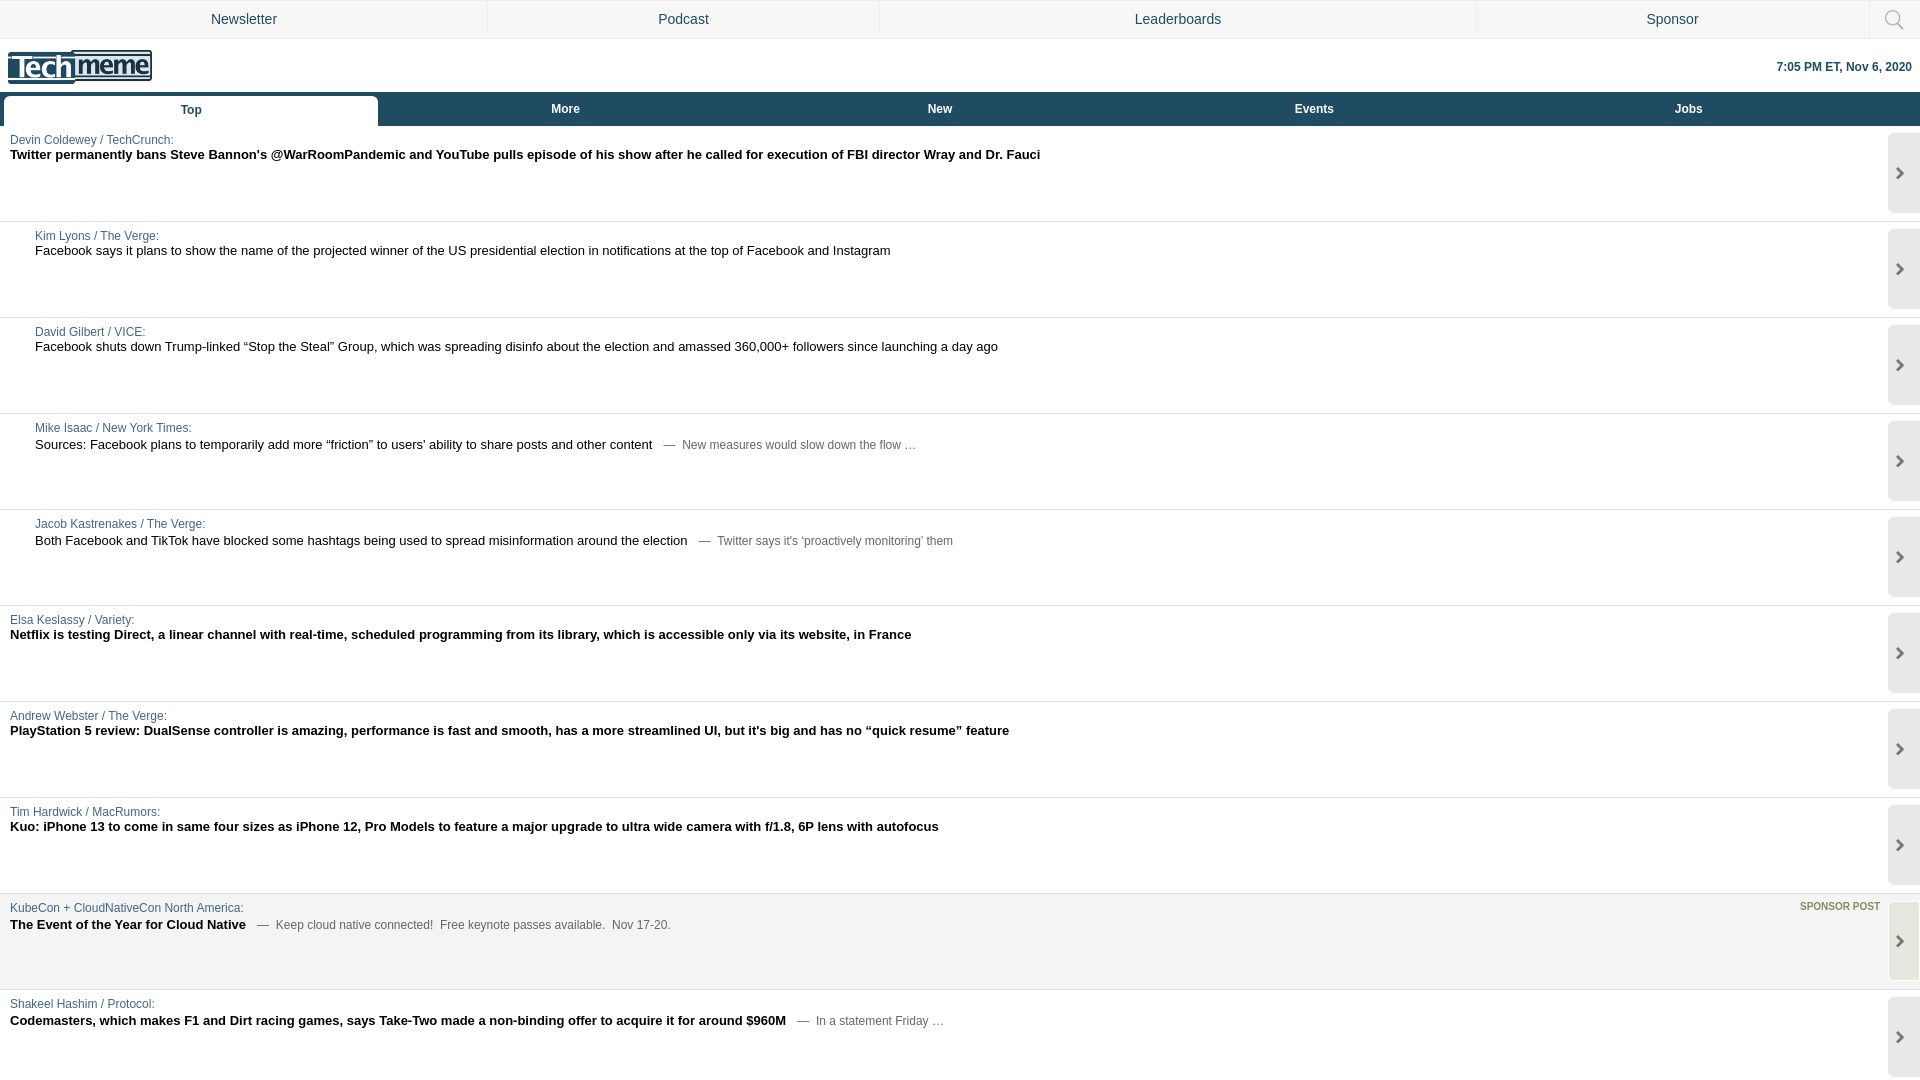 Newsletter
Podcast
Leaderboards
Sponsor
Techmeme
7:05 PM ET, Nov 6, 2020
Top
More
New
Events
Jobs
Devin Coldewey / TechCrunch:
Twitter permanently bans Steve Bannon's @WarRoomPandemic and YouTube pulls episode of his show after he called for execution of FBI director Wray and Dr. Fauci
Kim Lyons / The Verge:
Facebook says it plans to show the name of the projected winner of the US presidential election in notifications at the top of Facebook and Instagram
David Gilbert / VICE:
Facebook shuts down Trump-linked “Stop the Steal” Group, which was spreading disinfo about the election and amassed 360,000+ followers since launching a day ago
Mike Isaac / New York Times:
Sources: Facebook plans to temporarily add more “friction” to users' ability to share posts and other content — New measures would slow down the flow …
Jacob Kastrenakes / The Verge:
Both Facebook and TikTok have blocked some hashtags being used to spread misinformation around the election — Twitter says it's ‘proactively monitoring’ them
Elsa Keslassy / Variety:
Netflix is testing Direct, a linear channel with real-time, scheduled programming from its library, which is accessible only via its website, in France
Andrew Webster / The Verge:
PlayStation 5 review: DualSense controller is amazing, performance is fast and smooth, has a more streamlined UI, but it's big and has no “quick resume” feature
Tim Hardwick / MacRumors:
Kuo: iPhone 13 to come in same four sizes as iPhone 12, Pro Models to feature a major upgrade to ultra wide camera with f/1.8, 6P lens with autofocus
KubeCon + CloudNativeCon North America:
SPONSOR POST
The Event of the Year for Cloud Native — Keep cloud native connected! Free keynote passes available. Nov 17-20.
Shakeel Hashim / Protocol:
Codemasters, which makes F1 and Dirt racing games, says Take-Two made a non-binding offer to acquire it for around $960M — In a statement Friday …